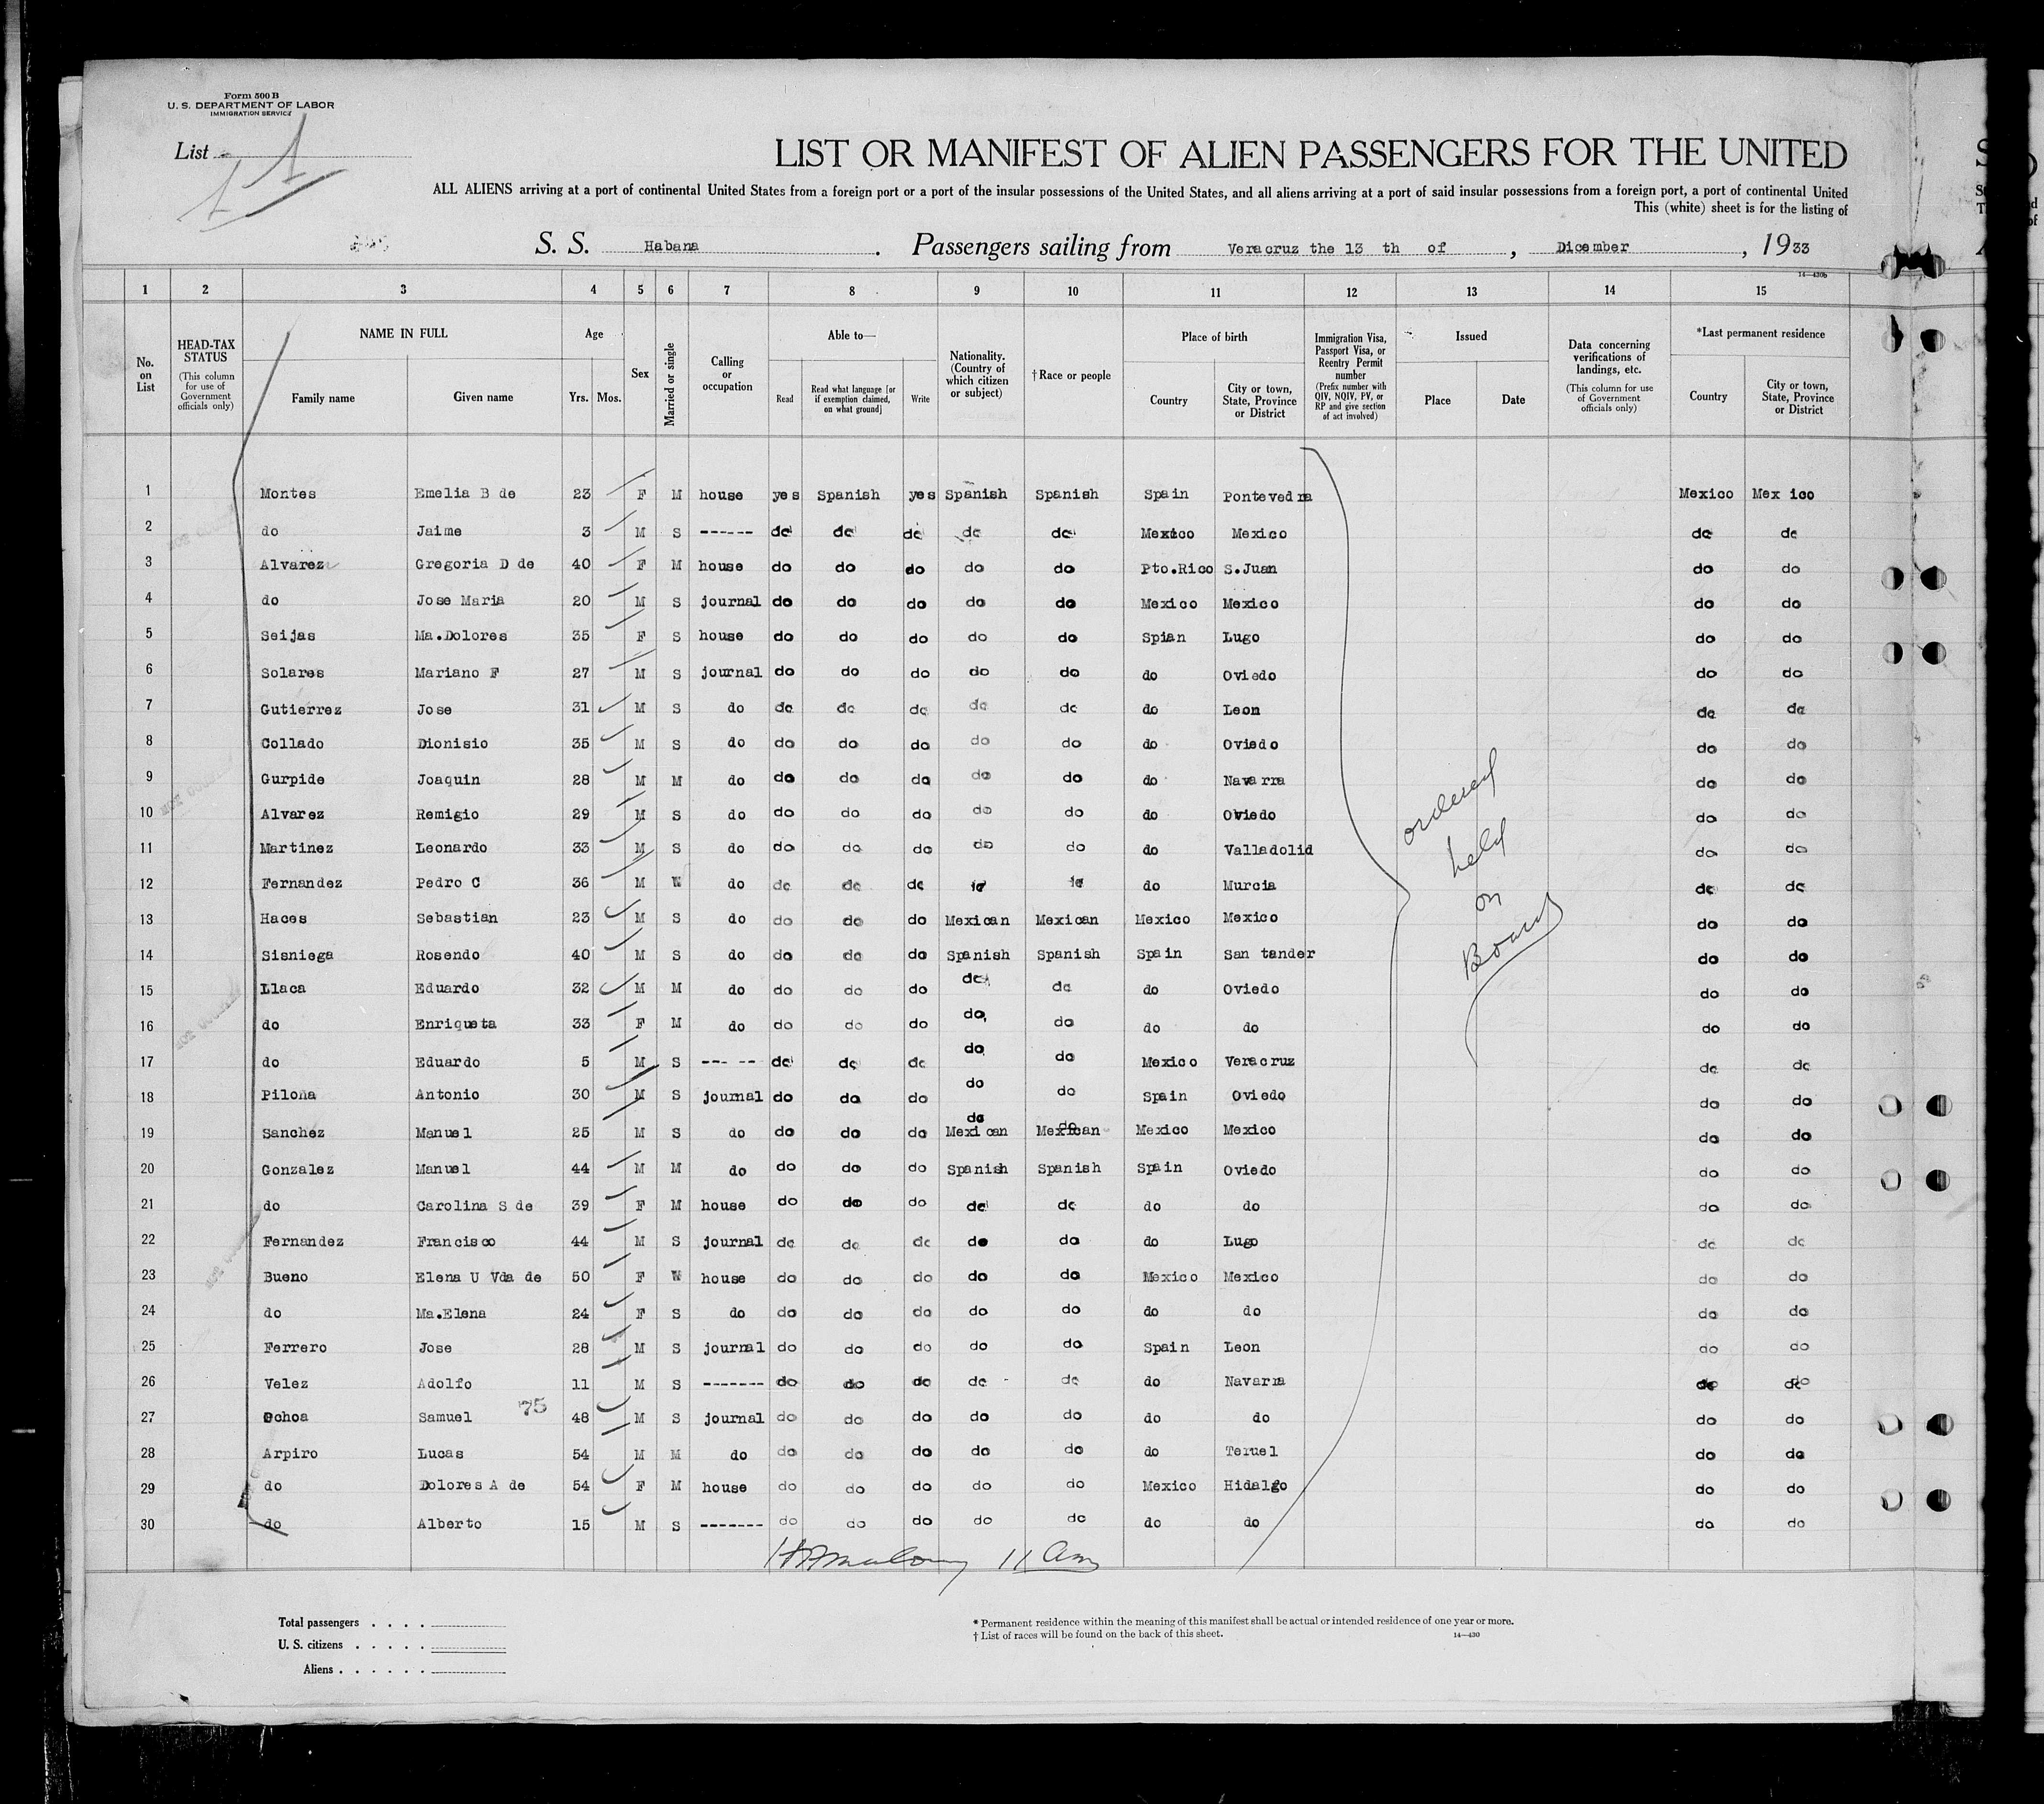 Form 500 B
U. S. DEPARTMENT OF LABOR
IMMIGRATION SERVICE
List
LIST OR MANIFEST OF ALIEN PASSENGERS FOR THE UNITED
ALL ALIENS arriving at a port of continental United States from a foreign port or a port of the insular possessions of the United States, and all aliens arriving at a port of said insular possessions from a foreign port, a port of continental United
This (white) sheet is for the listing of
S. S. Habana . Passengers sailing from Veracruz the 13 th of , Dicember , 1933
14—430b
1 2 3 4 5 6 7 8 9 10 11 12 13 14 15
No. on List
HEAD-TAX STATUS (This column for use of Government officials only)
NAME IN FULL Family name Given name
Age Yrs. Mos.
Sex
Married or single
Calling or occupation
Able to— Read Read what language [or if exemption claimed, on what ground] Write
Nationality. (Country of which citizen or subject)
†Race or people
Place of birth Country City or town, State, Province or District
Immigration Visa, Passport Visa, or Reentry Permit number (Prefix number with QIV, NQIV, PV, or RP and give section of act involved)
Issued Place Date
Data concerning verifications of landings, etc. (This column for use of Government officials only)
*Last permanent residence Country City or town, State, Province or District
1 Montes Emelia B de 23 F M house yes Spanish yes Spanish Spanish Spain Pontevedra Mexico Mex ico
2 do Jaime 3 M S ------ do do do do do Mexico Mexico do do
3 Alvarez Gregoria D de 40 F M house do do do do do Pto.Rico S.Juan do do
4 do Jose Maria 20 M S journal do do do do do Mexico Mexico do do
5 Seijas Ma.Dolores 35 F S house do do do do do Spian Lugo do do
6 Solares Mariano F 27 M S journal do do do do do do Oviedo do do
7 Gutierrez Jose 31 M S do do do do do do do Leon do do
8 Collado Dionisio 35 M S do do do do do do do Oviedo do do
9 Gurpide Joaquin 28 M M do do do do do do do Navarra do do
10 Alvarez Remigio 29 M S do do do do do do do Oviedo do do
11 Martinez Leonardo 33 M S do do do do do do do Valladolid do do
12 Fernandez Pedro C 36 M W do do do do do do do Murcia do do
13 Haces Sebastian 23 M S do do do do Mexican Mexican Mexico Mexico do do
14 Sisniega Rosendo 40 M S do do do do Spanish Spanish Spain San tander do do
15 Llaca Eduardo 32 M M do do do do do do do Oviedo do do
16 do Enriqueta 33 F M do do do do do do do do do do
17 do Eduardo 5 M S --- -- do do do do do Mexico Veracruz do do
18 Piloña Antonio 30 M S journal do do do do do Spain Oviedo do do
19 Sanchez Manuel 25 M S do do do do do Mexican do Mexican Mexico Mexico do do
20 Gonzalez Manuel 44 M M do do do do Spanish Spanish Spain Oviedo do do
21 do Carolina S de 39 F M house do do do do do do do do do
22 Fernandez Francisco 44 M S journal do do do do do do Lugo do do
23 Bueno Elena U Vda de 50 F W house do do do do do Mexico Mexico do do
24 do Ma.Elena 24 F S do do do do do do do do do do
25 Ferrero Jose 28 M S journal do do do do do Spain Leon do do
26 Velez Adolfo 11 M S ------- do do do do do do Navarra do do
27 Ochoa Samuel 75 48 M S journal do do do do do do do do do
28 Arpiro Lucas 54 M M do do do do do do do Teruel do do
29 do Dolores A de 54 F M house do do do do do Mexico Hidalgo do do
30 do Alberto 15 M S ------- do do do do do do do do do
ordered
held
on
Board
11 Am
Total passengers . . . .
U. S. citizens . . . . .
Aliens . . . . . .
* Permanent residence within the meaning of this manifest shall be actual or intended residence of one year or more.
† List of races will be found on the back of this sheet.
14—430